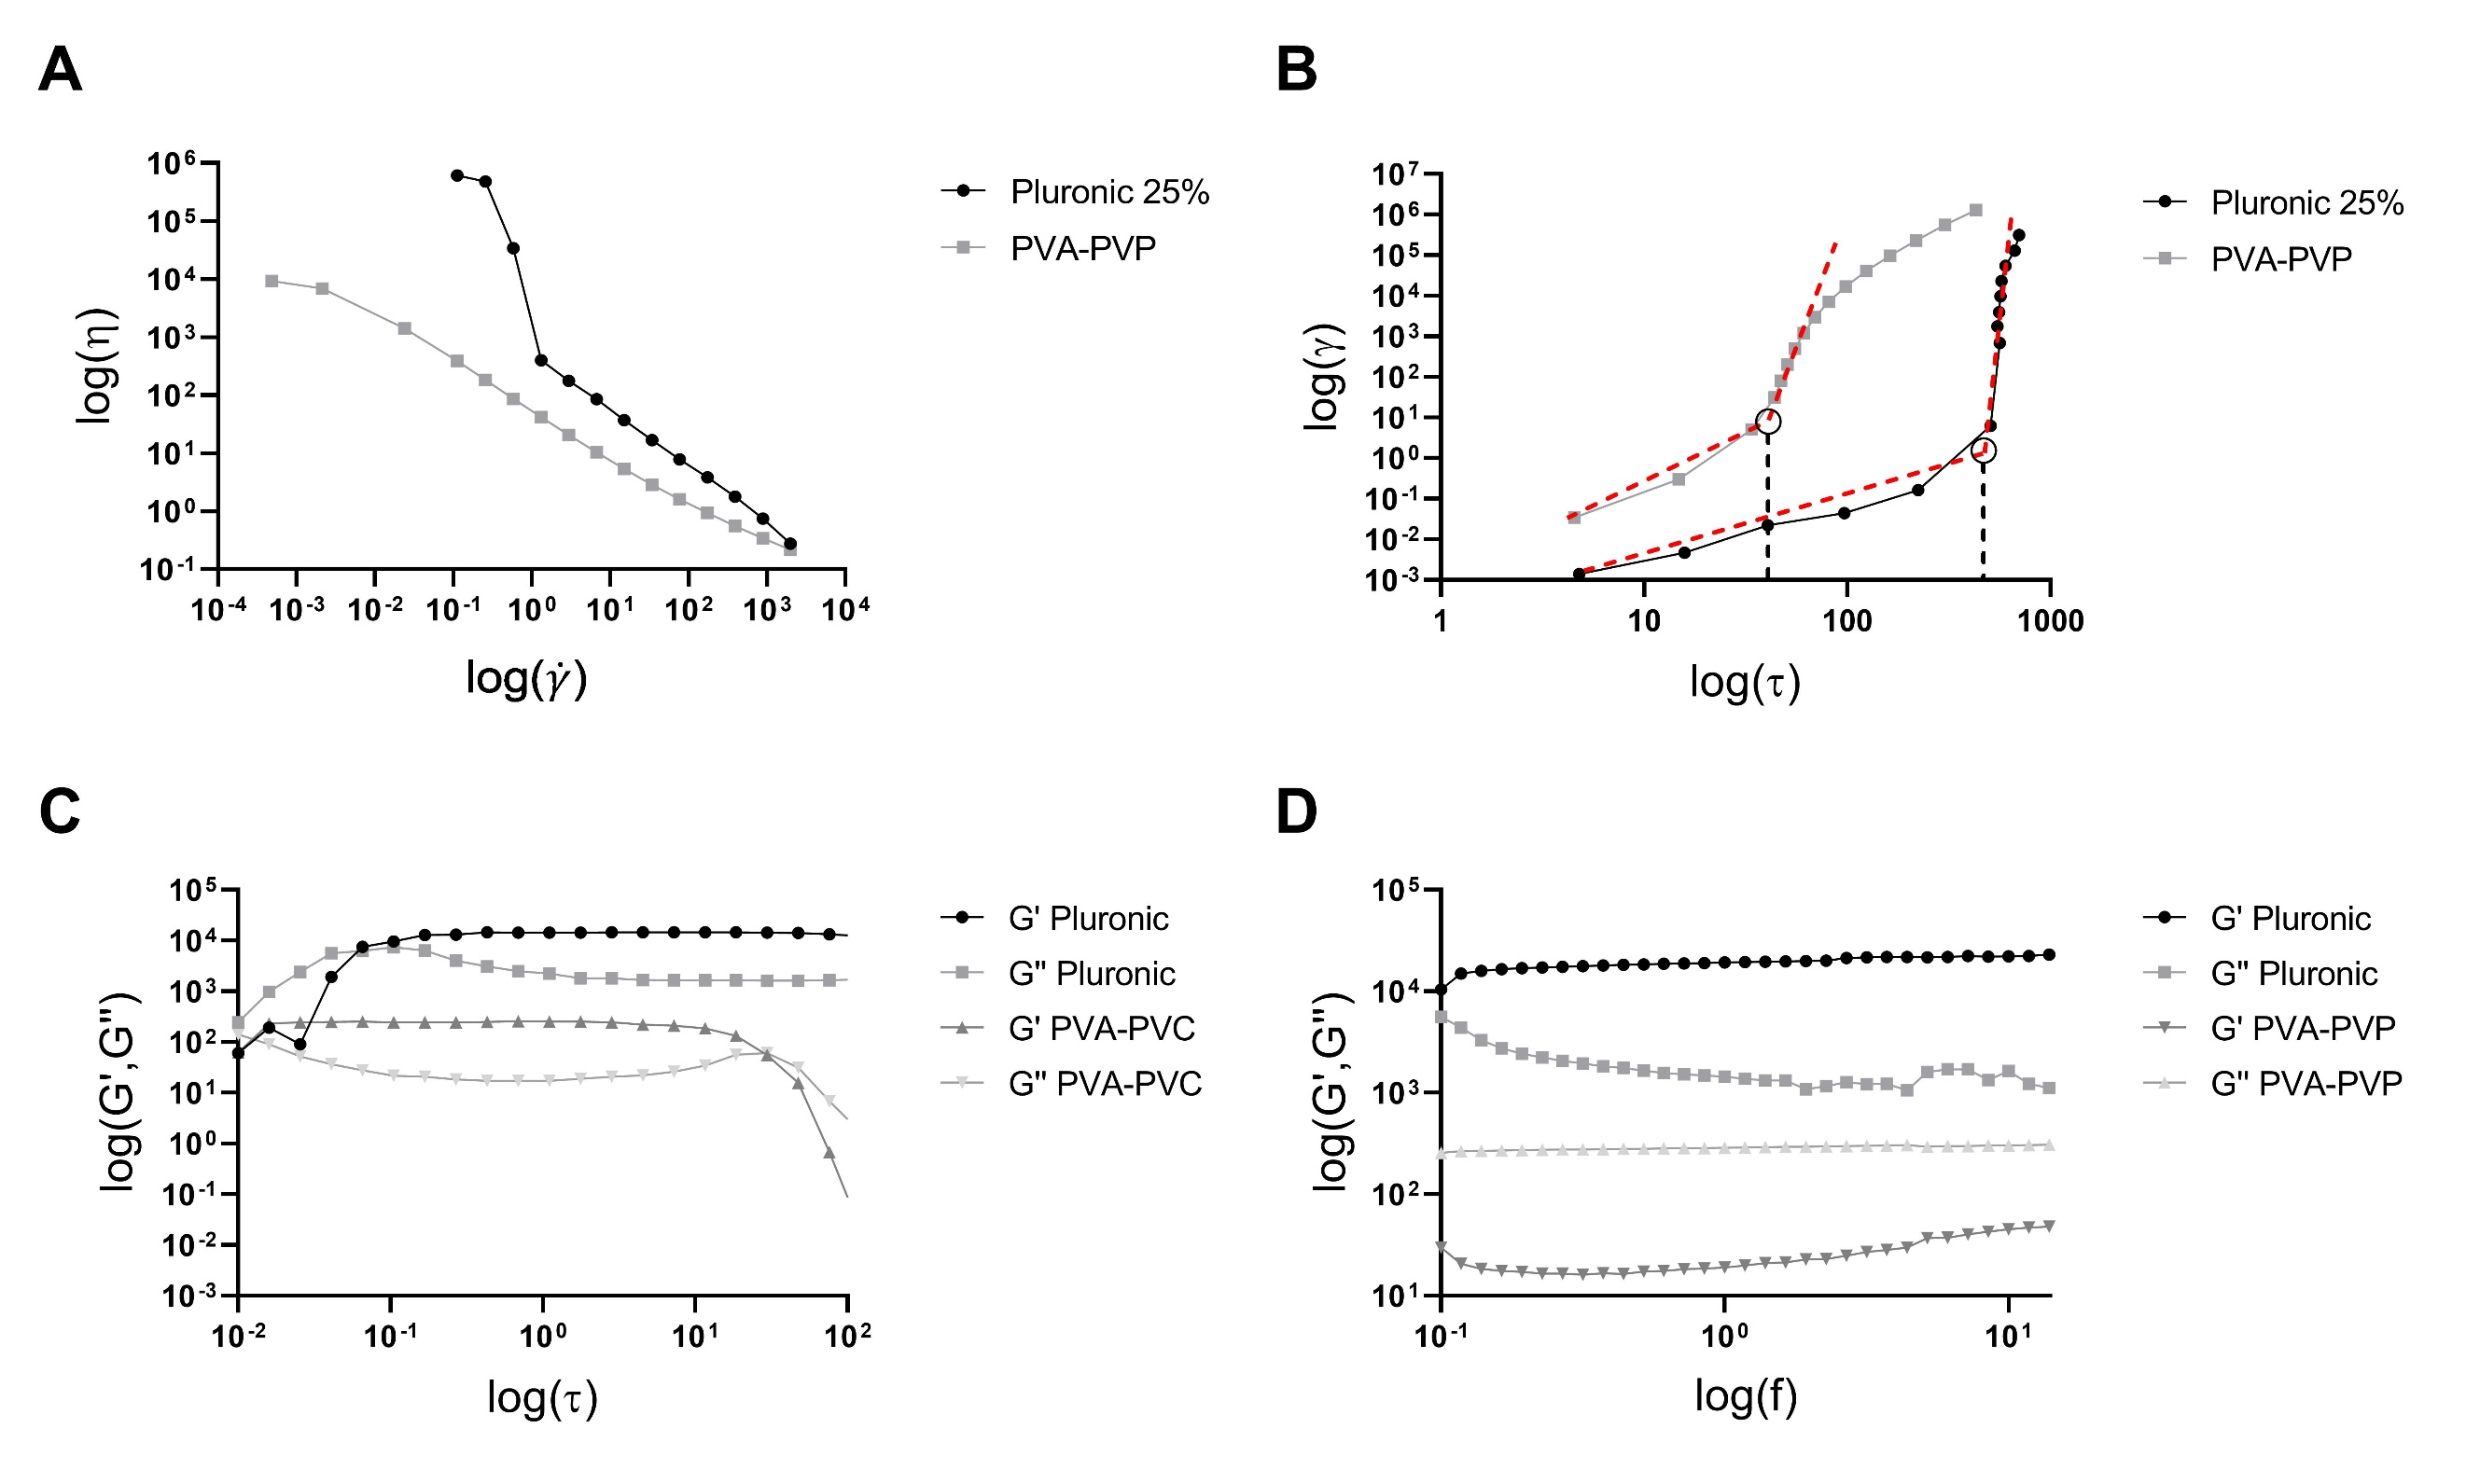 A
10⁶
10⁵
10⁴
10³
10²
10¹
10⁰
10⁻¹
log(η)
10⁻⁴ 10⁻³ 10⁻² 10⁻¹ 10⁰ 10¹ 10² 10³ 10⁴
log(γ̇)
Pluronic 25%
PVA-PVP
B
10⁷
10⁶
10⁵
10⁴
10³
10²
10¹
10⁰
10⁻¹
10⁻²
10⁻³
log(γ)
1 10 100 1000
log(τ)
Pluronic 25%
PVA-PVP
C
10⁵
10⁴
10³
10²
10¹
10⁰
10⁻¹
10⁻²
10⁻³
log(G',G")
10⁻² 10⁻¹ 10⁰ 10¹ 10²
log(τ)
G' Pluronic
G" Pluronic
G' PVA-PVC
G" PVA-PVC
D
10⁵
10⁴
10³
10²
10¹
log(G',G")
10⁻¹ 10⁰ 10¹
log(f)
G' Pluronic
G" Pluronic
G' PVA-PVP
G" PVA-PVP